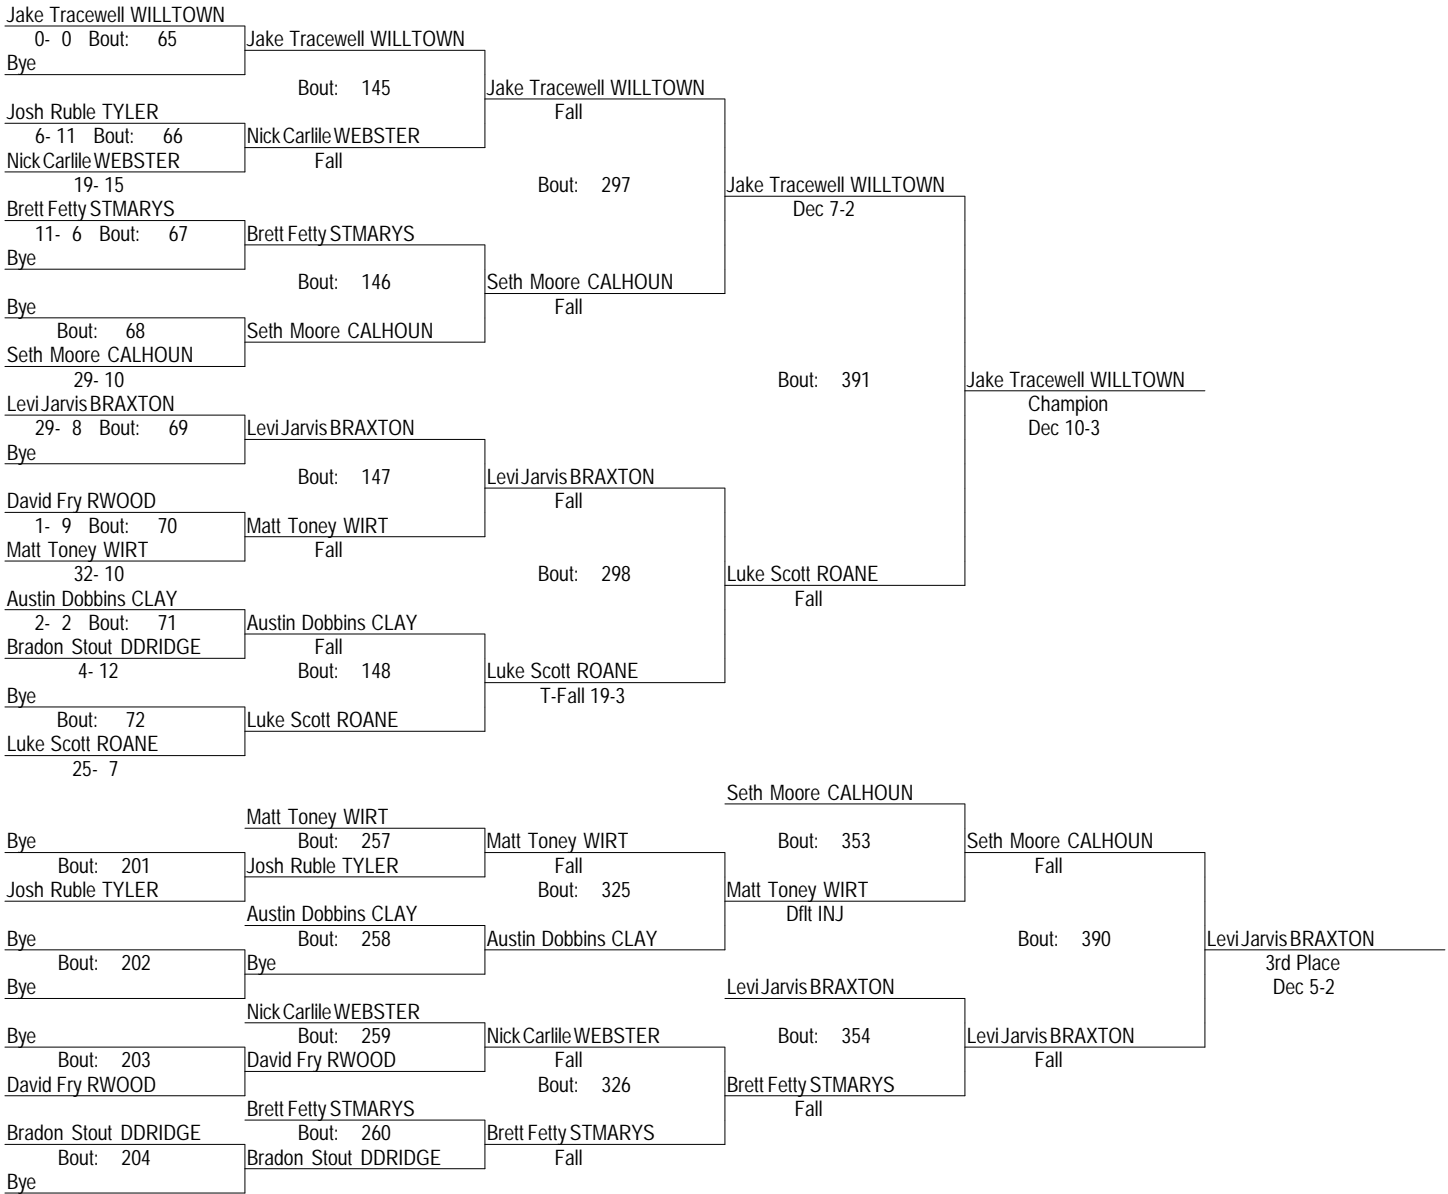 Jake Tracewell WILLTOWN
0- 0 Bout: 65 Jake Tracewell WILLTOWN
Bye
Bout: 145 Jake Tracewell WILLTOWN
Josh Ruble TYLER Fall
6- 11 Bout: 66 Nick Carlile WEBSTER
Nick Carlile WEBSTER Fall
19- 15 Bout: 297 Jake Tracewell WILLTOWN
Brett Fetty STMARYS Dec 7-2
11- 6 Bout: 67 Brett Fetty STMARYS
Bye
Bout: 146 Seth Moore CALHOUN
Bye Fall
Bout: 68 Seth Moore CALHOUN
Seth Moore CALHOUN
29- 10 Bout: 391 Jake Tracewell WILLTOWN
Levi Jarvis BRAXTON Champion
29- 8 Bout: 69 Levi Jarvis BRAXTON Dec 10-3
Bye
Bout: 147 Levi Jarvis BRAXTON
David Fry RWOOD Fall
1- 9 Bout: 70 Matt Toney WIRT
Matt Toney WIRT Fall
32- 10 Bout: 298 Luke Scott ROANE
Austin Dobbins CLAY Fall
2- 2 Bout: 71 Austin Dobbins CLAY
Bradon Stout DDRIDGE Fall
4- 12 Bout: 148 Luke Scott ROANE
Bye T-Fall 19-3
Bout: 72 Luke Scott ROANE
Luke Scott ROANE
25- 7
Seth Moore CALHOUN
Matt Toney WIRT
Bye Bout: 257 Matt Toney WIRT Bout: 353 Seth Moore CALHOUN
Bout: 201 Josh Ruble TYLER Fall Fall
Josh Ruble TYLER Bout: 325 Matt Toney WIRT
Austin Dobbins CLAY Dflt INJ
Bye Bout: 258 Austin Dobbins CLAY Bout: 390 Levi Jarvis BRAXTON
Bout: 202 Bye 3rd Place
Bye Levi Jarvis BRAXTON Dec 5-2
Nick Carlile WEBSTER
Bye Bout: 259 Nick Carlile WEBSTER Bout: 354 Levi Jarvis BRAXTON
Bout: 203 David Fry RWOOD Fall Fall
David Fry RWOOD Bout: 326 Brett Fetty STMARYS
Brett Fetty STMARYS Fall
Bradon Stout DDRIDGE Bout: 260 Brett Fetty STMARYS
Bout: 204 Bradon Stout DDRIDGE Fall
Bye